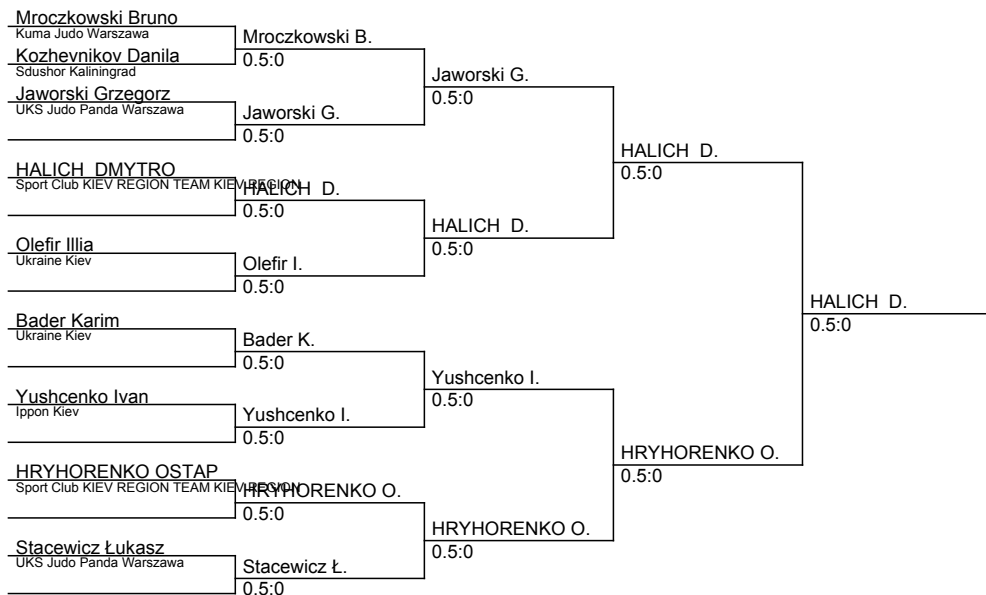 Mroczkowski Bruno
Kuma Judo Warszawa
Mroczkowski B.
0.5:0
Kozhevnikov Danila
Sdushor Kaliningrad
Jaworski G.
0.5:0
Jaworski Grzegorz
UKS Judo Panda Warszawa
Jaworski G.
0.5:0
HALICH  D.
0.5:0
HALICH  DMYTRO
Sport Club KIEV REGION TEAM KIEV REGION
HALICH  D.
0.5:0
HALICH  D.
0.5:0
Olefir Illia
Ukraine Kiev
Olefir I.
0.5:0
HALICH  D.
0.5:0
Bader Karim
Ukraine Kiev
Bader K.
0.5:0
Yushcenko I.
0.5:0
Yushcenko Ivan
Ippon Kiev
Yushcenko I.
0.5:0
HRYHORENKO O.
0.5:0
HRYHORENKO OSTAP
Sport Club KIEV REGION TEAM KIEV REGION
HRYHORENKO O.
0.5:0
HRYHORENKO O.
0.5:0
Stacewicz Łukasz
UKS Judo Panda Warszawa
Stacewicz Ł.
0.5:0